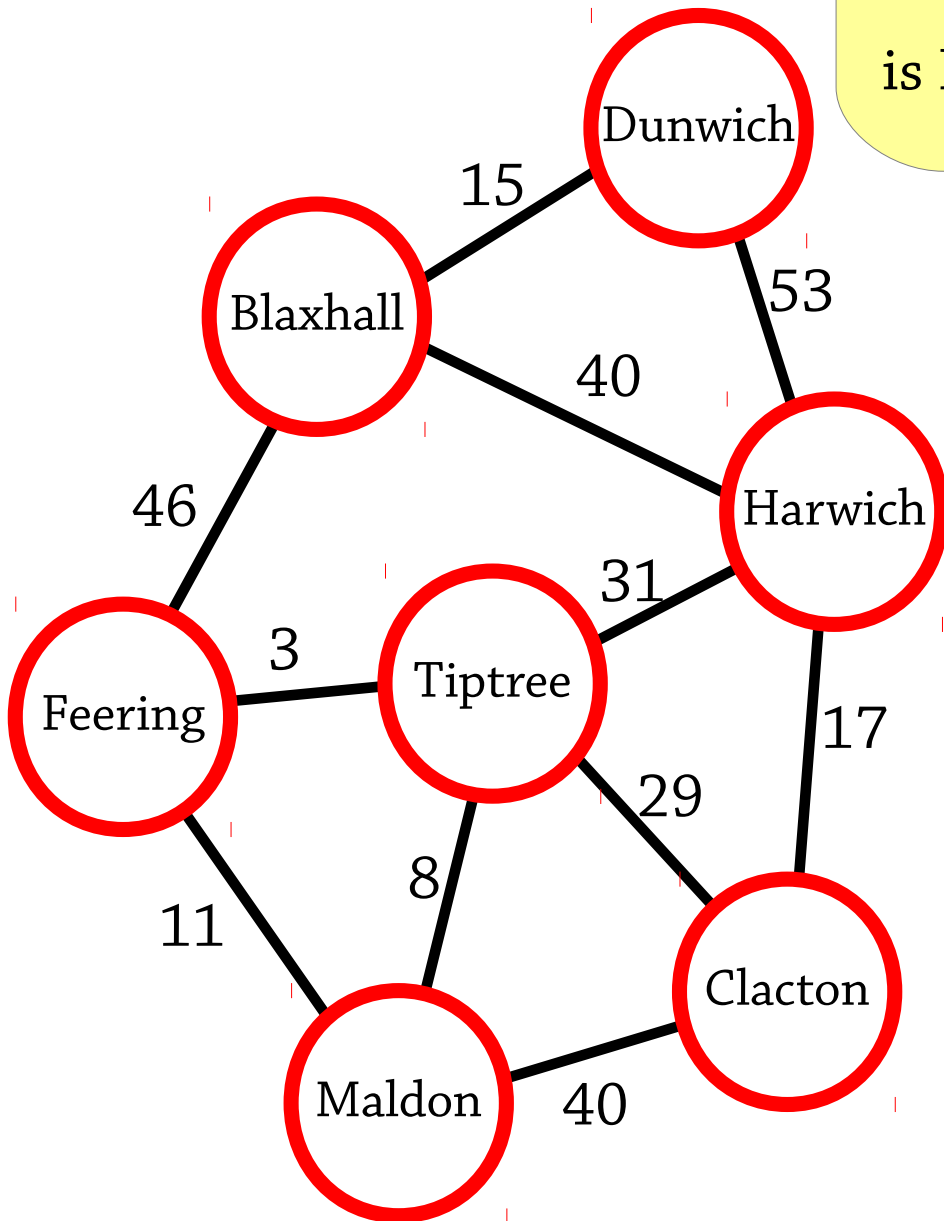 is
Dunwich
15
53
Blaxhall
40
Harwich
46
31
3
Tiptree
Feering
17
29
8
11
Clacton
Maldon
40